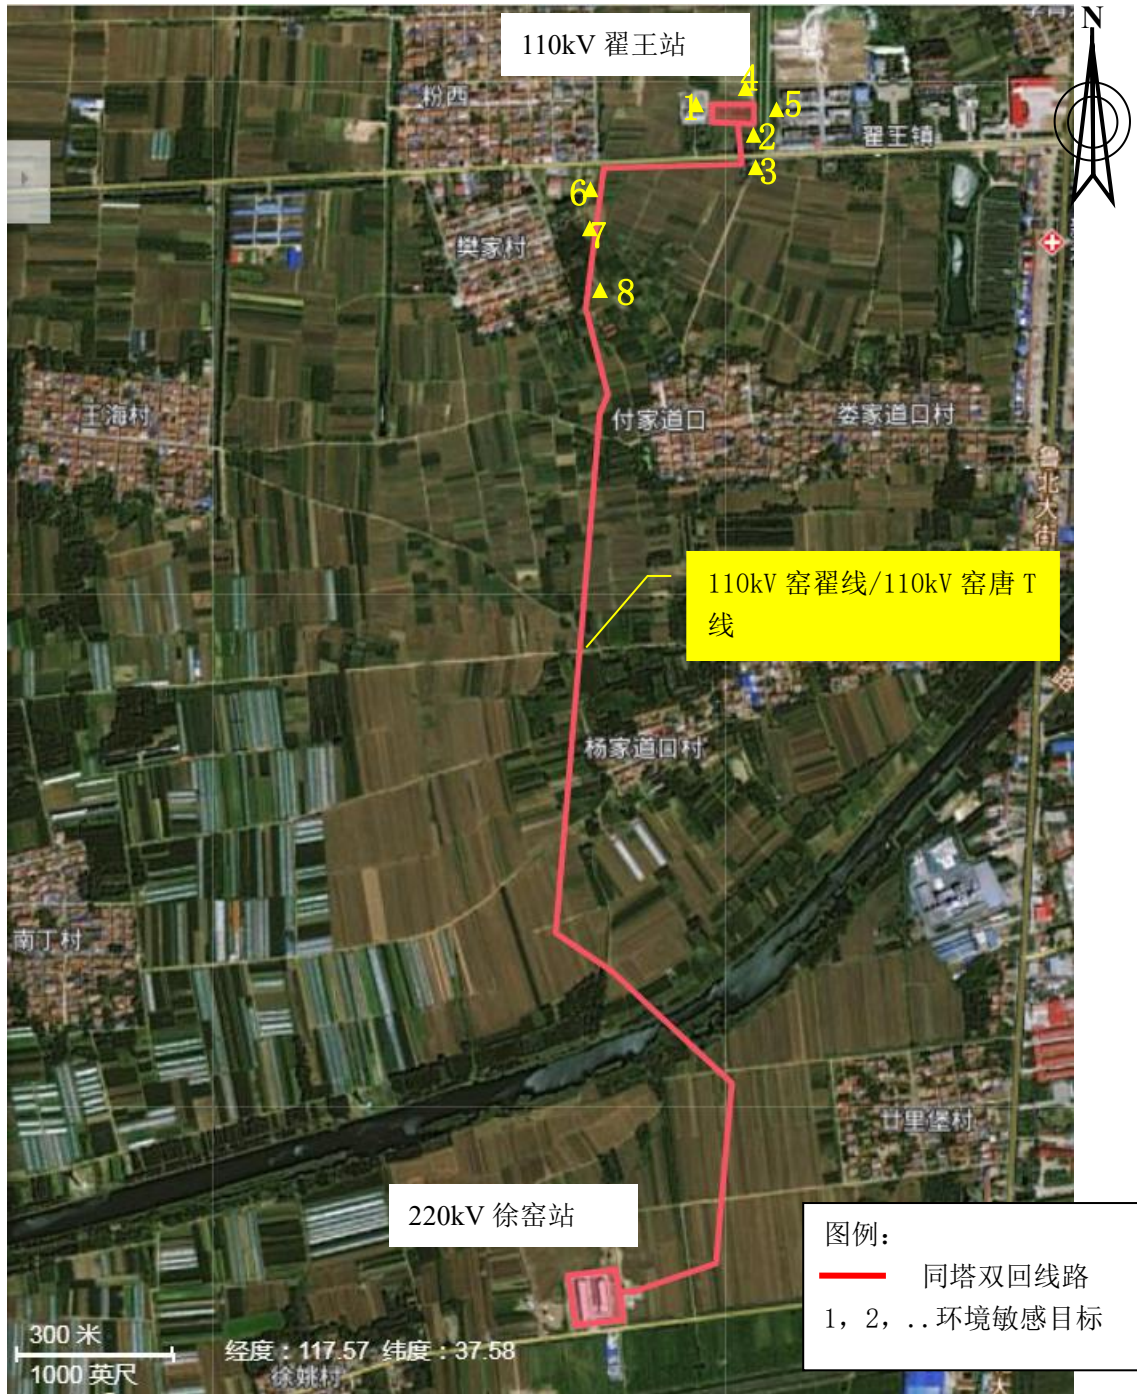 110kV 翟王站
N
粉西
4
1
5
2
翟王镇
3
6
7
樊家村
8
王海村
付家道口
娄家道口村
鲁北大街
110kV 窑翟线/110kV 窑唐 T
线
路
杨家道口村
南丁村
廿里堡村
220kV 徐窑站
图例：
同塔双回线路
1, 2, ..环境敏感目标
300 米
1000 英尺
经度：117.57 纬度：37.58
徐姚村